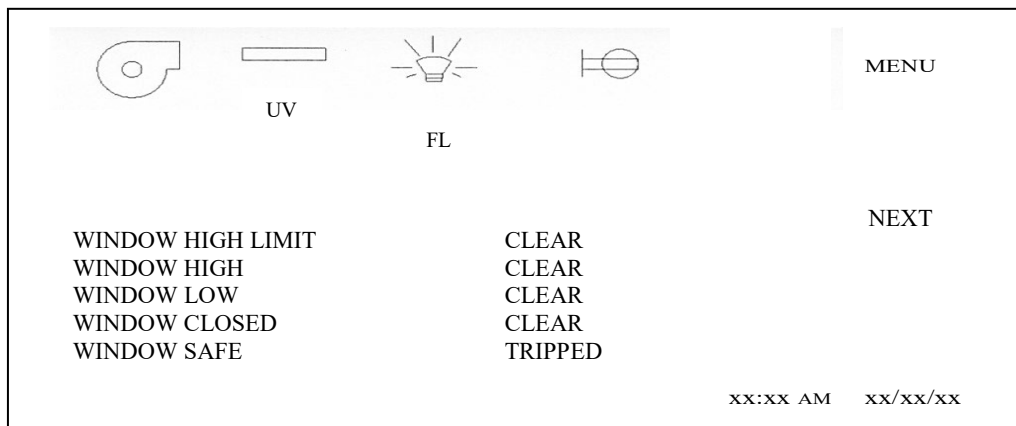 MENU
UV
FL
NEXT
WINDOW HIGH LIMIT CLEAR
WINDOW HIGH CLEAR
WINDOW LOW CLEAR
WINDOW CLOSED CLEAR
WINDOW SAFE TRIPPED
xx:xx AM xx/xx/xx